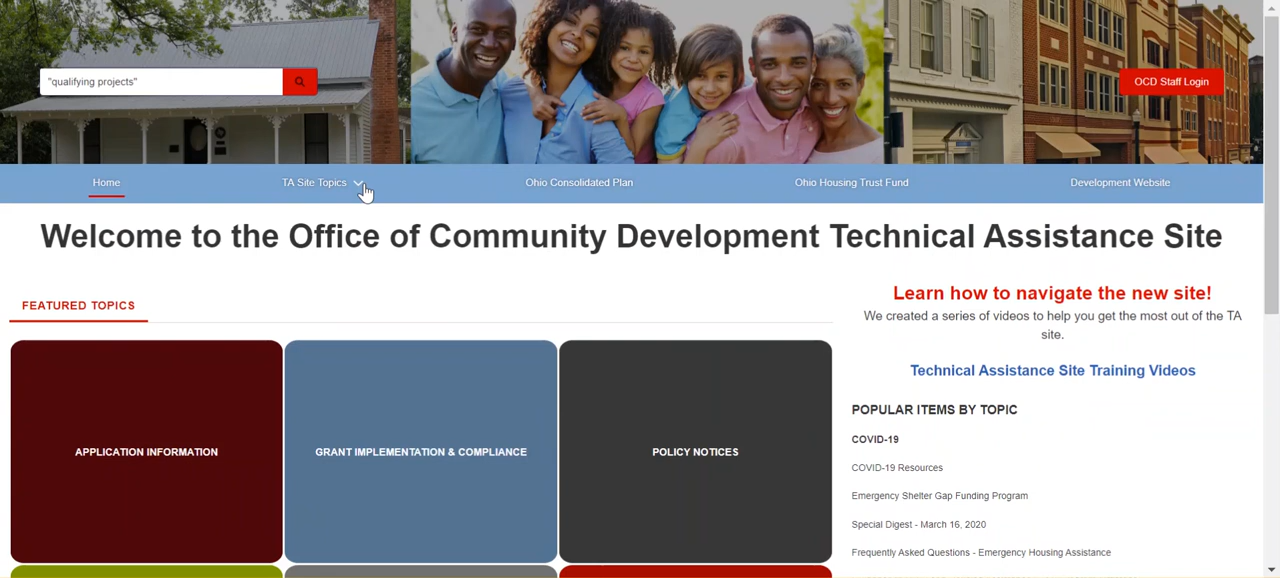 "qualifying projects"
OCD Staff Login
Home
TA Site Topics
Ohio Consolidated Plan
Ohio Housing Trust Fund
Development Website
Welcome to the Office of Community Development Technical Assistance Site
FEATURED TOPICS
Learn how to navigate the new site!
We created a series of videos to help you get the most out of the TA
site.
Technical Assistance Site Training Videos
APPLICATION INFORMATION
GRANT IMPLEMENTATION & COMPLIANCE
POLICY NOTICES
POPULAR ITEMS BY TOPIC
COVID-19
COVID-19 Resources
Emergency Shelter Gap Funding Program
Special Digest - March 16, 2020
Frequently Asked Questions - Emergency Housing Assistance